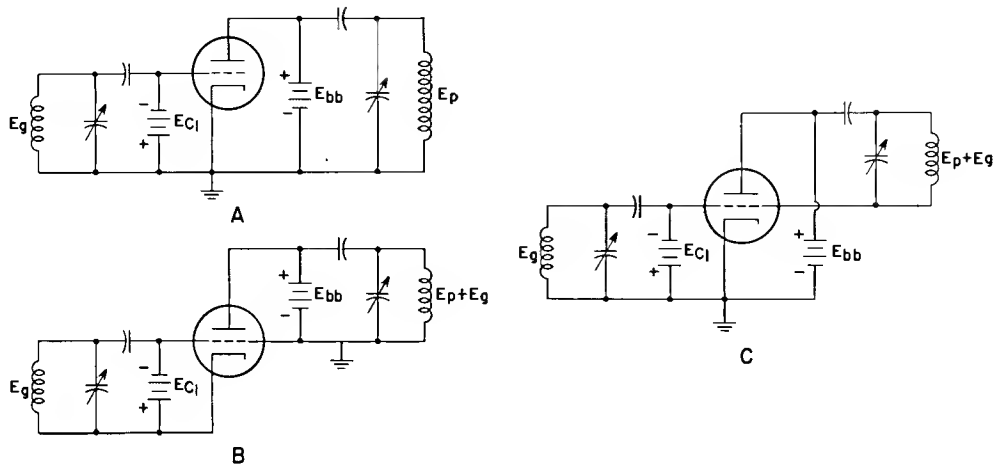 Eg
- EC1 +
+ Ebb -
Ep
A
Eg
- EC1 +
+ Ebb -
Ep+Eg
B
Eg
- EC1 +
+ Ebb -
Ep+Eg
C